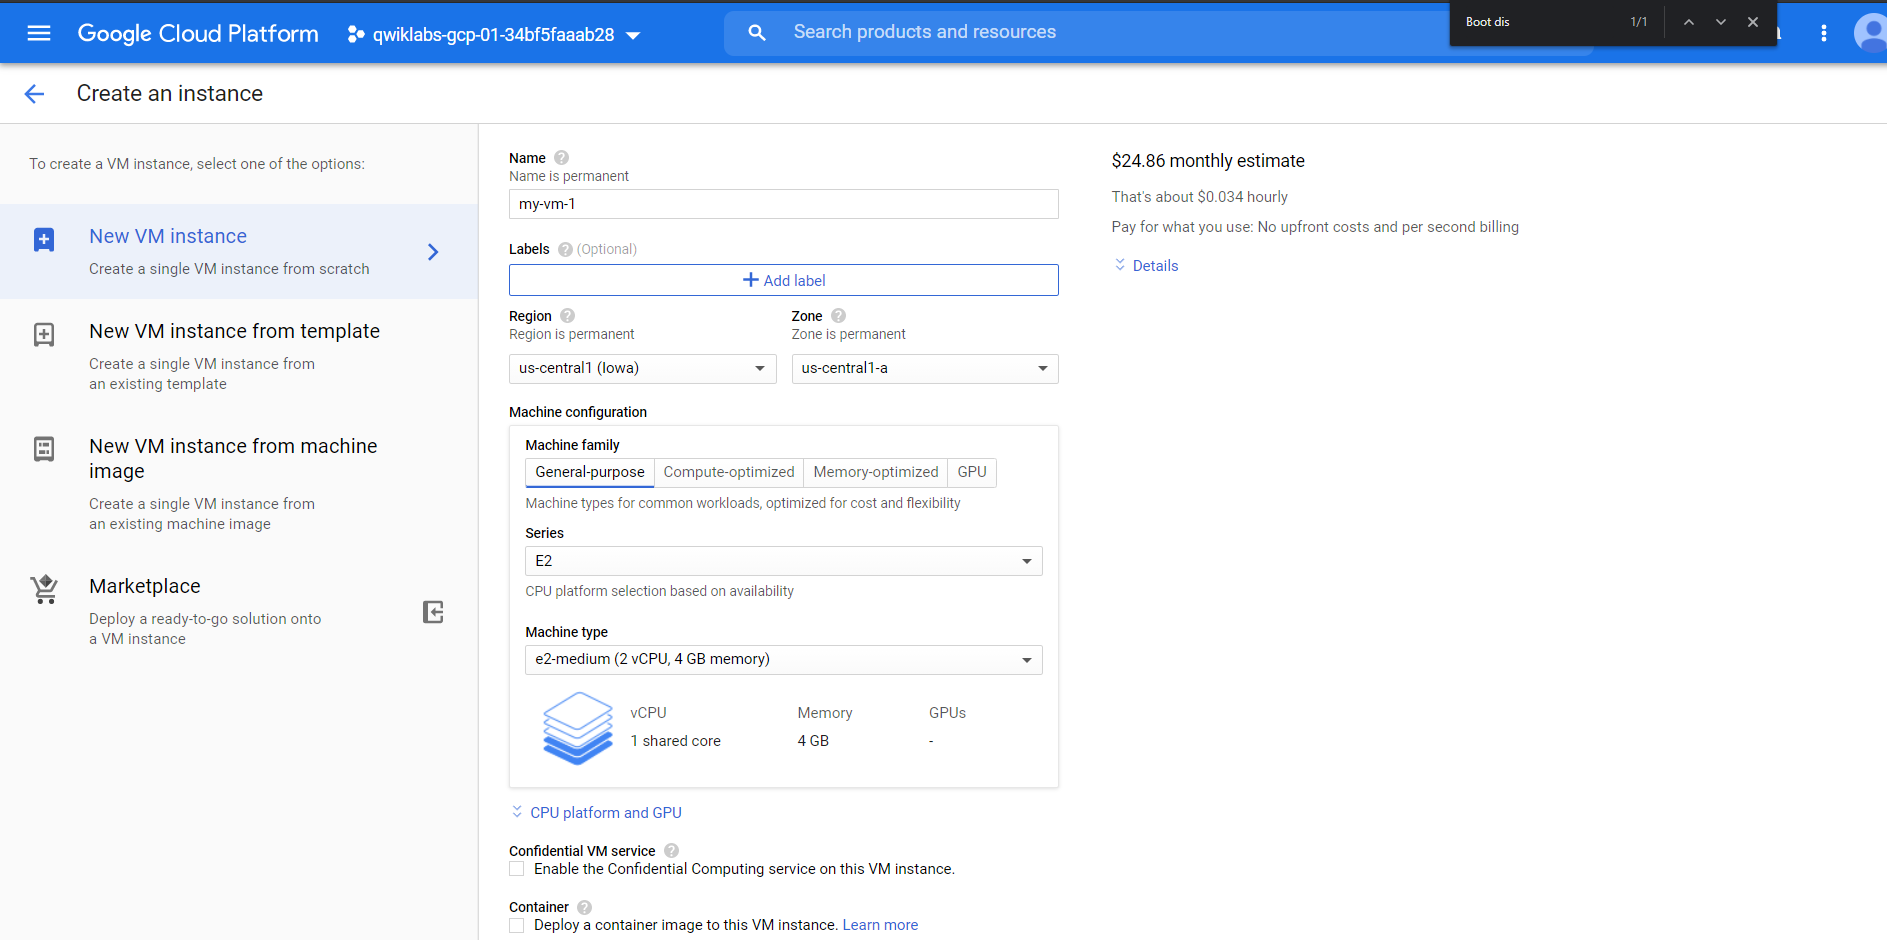 Google Cloud Platform
qwiklabs-gcp-01-34bf5faaab28
Search products and resources
Boot dis
1/1
Create an instance
To create a VM instance, select one of the options:
New VM instance
Create a single VM instance from scratch
New VM instance from template
Create a single VM instance from
an existing template
New VM instance from machine
image
Create a single VM instance from
an existing machine image
Marketplace
Deploy a ready-to-go solution onto
a VM instance
Name
Name is permanent
my-vm-1
Labels (Optional)
Add label
Region
Region is permanent
us-central1 (Iowa)
Zone
Zone is permanent
us-central1-a
Machine configuration
Machine family
General-purpose Compute-optimized Memory-optimized GPU
Machine types for common workloads, optimized for cost and flexibility
Series
E2
CPU platform selection based on availability
Machine type
e2-medium (2 vCPU, 4 GB memory)
vCPU Memory GPUs
1 shared core 4 GB -
CPU platform and GPU
Confidential VM service
Enable the Confidential Computing service on this VM instance.
Container
Deploy a container image to this VM instance. Learn more
$24.86 monthly estimate
That's about $0.034 hourly
Pay for what you use: No upfront costs and per second billing
Details